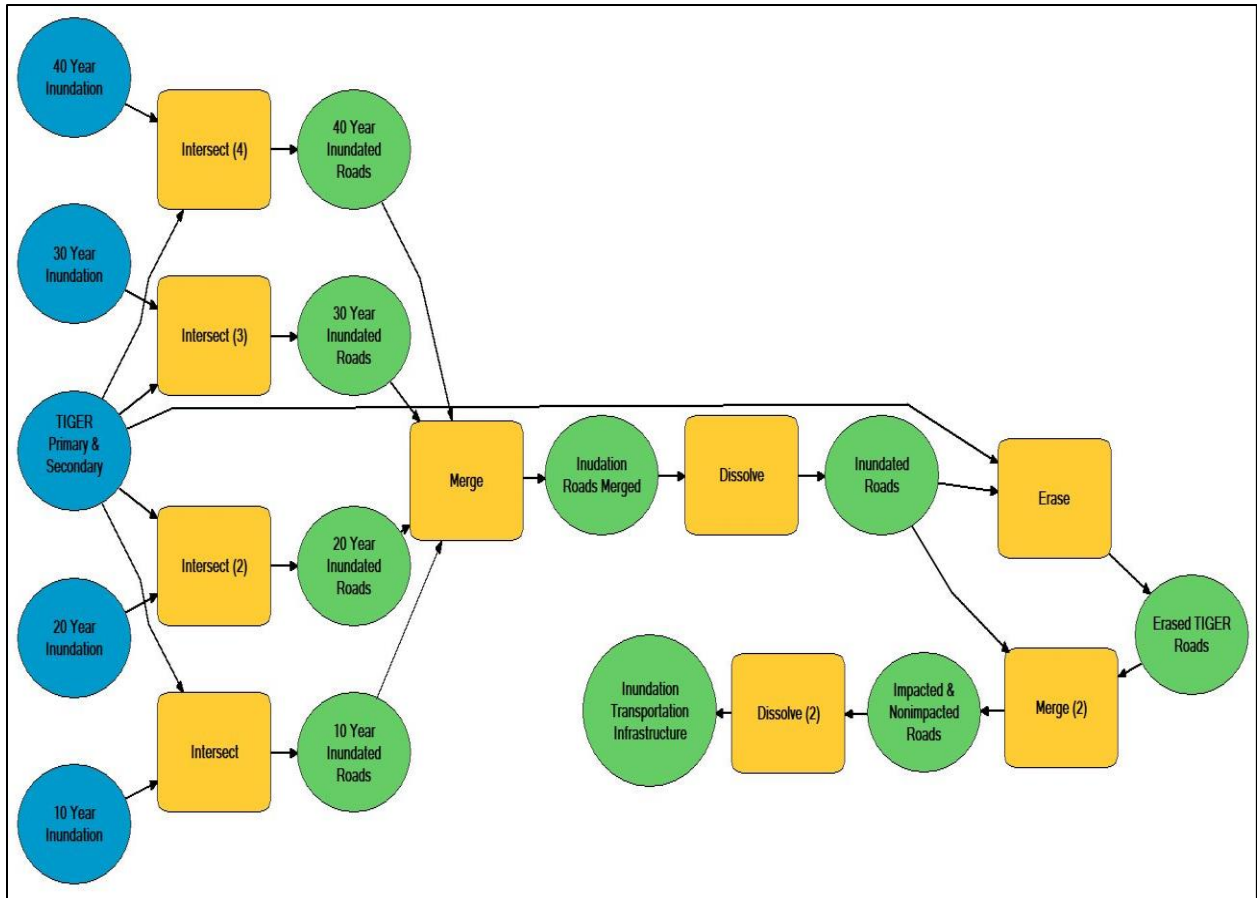 40 Year
Inundation
Intersect (4)
40 Year
Inundated
Roads
30 Year
Inundation
Intersect (3)
30 Year
Inundated
Roads
TIGER
Primary &
Secondary
Merge
Inudation
Roads Merged
Dissolve
Inundated
Roads
Erase
Intersect (2)
20 Year
Inundated
Roads
20 Year
Inundation
Erased TIGER
Roads
Inundation
Transportation
Infrastructure
Dissolve (2)
Impacted &
Nonimpacted
Roads
Merge (2)
Intersect
10 Year
Inundated
Roads
10 Year
Inundation